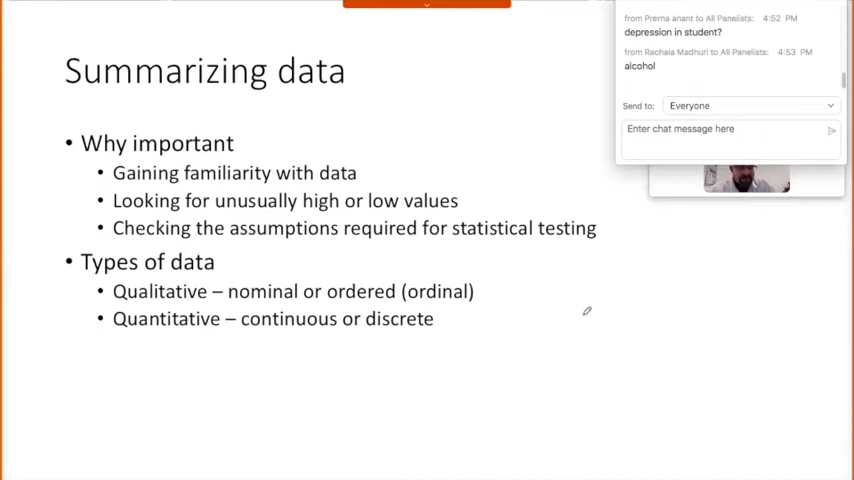 Summarizing data
• Why important
• Gaining familiarity with data
• Looking for unusually high or low values
• Checking the assumptions required for statistical testing
• Types of data
• Qualitative – nominal or ordered (ordinal)
• Quantitative – continuous or discrete
from Prerna anant to All Panelists: 4:52 PM
depression in student?
from Rachala Madhuri to All Panelists: 4:53 PM
alcohol
Send to: Everyone
Enter chat message here